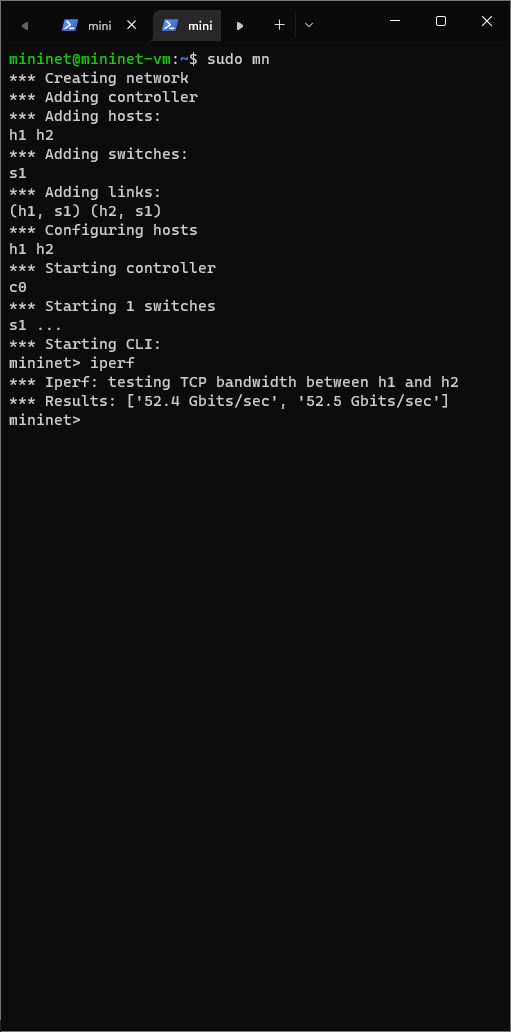 mini
mini
mininet@mininet-vm:~$ sudo mn
*** Creating network
*** Adding controller
*** Adding hosts:
h1 h2
*** Adding switches:
s1
*** Adding links:
(h1, s1) (h2, s1)
*** Configuring hosts
h1 h2
*** Starting controller
c0
*** Starting 1 switches
s1 ...
*** Starting CLI:
mininet> iperf
*** Iperf: testing TCP bandwidth between h1 and h2
*** Results: ['52.4 Gbits/sec', '52.5 Gbits/sec']
mininet>